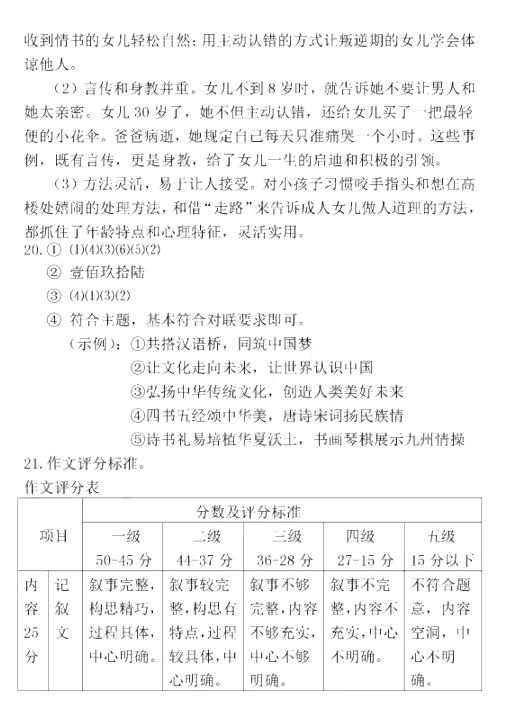 收到情书的女儿轻松自然;用主动认错的方式让叛逆期的女儿学会体
谅他人。
(2)言传和身教并重。女儿不到8岁时,就告诉她不要让男人和
她太亲密。女儿30岁了,她不但主动认错,还给女儿买了一把最轻
便的小花伞。爸爸病逝,她规定自己每天只准痛哭一个小时。这些事
例,既有言传,更是身教,给了女儿一生的启迪和积极的引领。
(3)方法灵活,易于让人接受。对小孩子习惯咬手指头和想在高
楼处嬉闹的处理方法,和借“走路”来告诉成人女儿做人道理的方法,
都抓住了年龄特点和心理特征,灵活实用。
20.① (1)(4)(3)(6)(5)(2)
② 壹佰玖拾陆
③ (4)(1)(3)(2)
④ 符合主题,基本符合对联要求即可。
(示例):①共搭汉语桥,同筑中国梦
②让文化走向未来,让世界认识中国
③弘扬中华传统文化,创造人类美好未来
④四书五经颂中华美,唐诗宋词扬民族情
⑤诗书礼易培植华夏沃土,书画琴棋展示九州情操
21.作文评分标准。
作文评分表
项目 分数及评分标准
一级 二级 三级 四级 五级
50-45分 44-37分 36-28分 27-15分 15分以下
内 记 叙事完整, 叙事较完 叙事不够 叙事不完 不符合题
容 叙 构思精巧, 整,构思有 完整,内容 整,内容不 意,内容
25 文 过程具体, 特点,过程 不够充实, 充实,中心 空洞,中
分 中心明确。 较具体,中 中心不够 不明确。 心不明
心明确。 明确。 确。